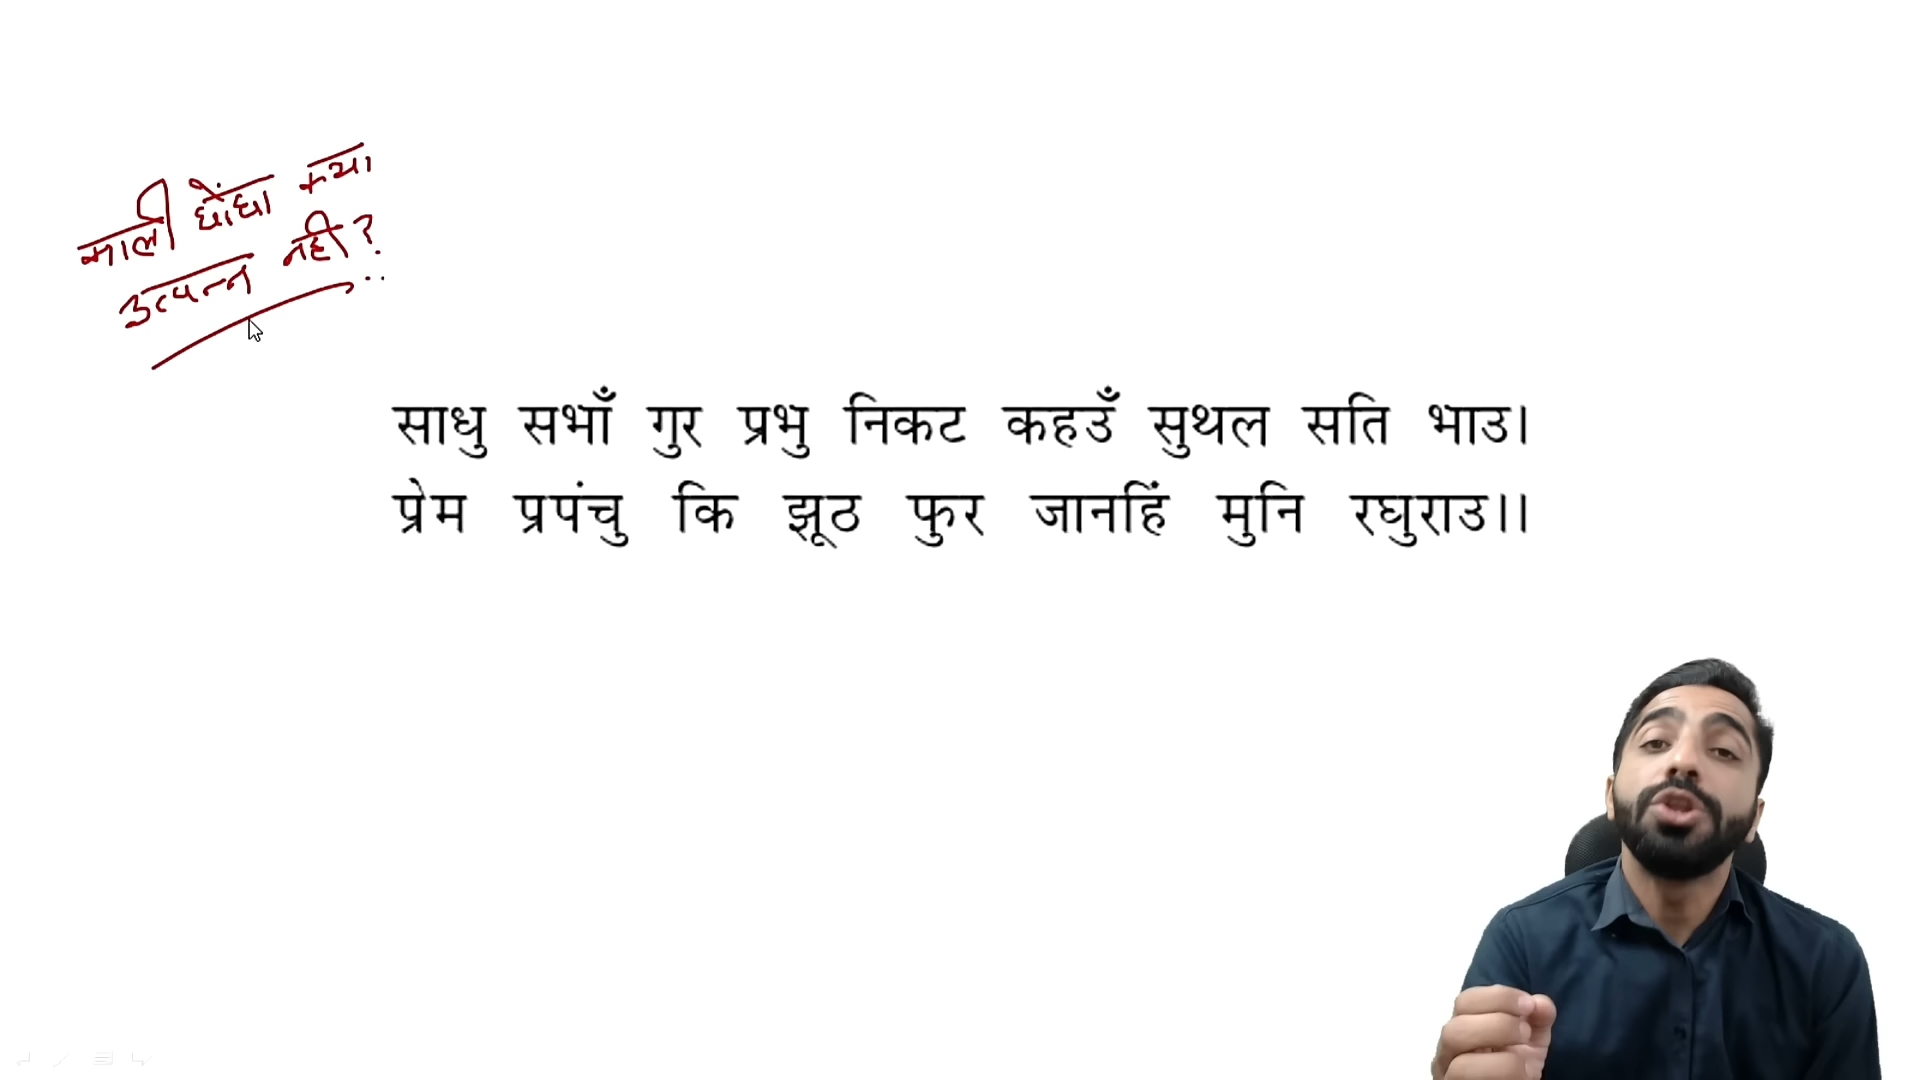 माली घोंघा क्या
उत्पन्न नही?
साधु सभाँ गुर प्रभु निकट कहउँ सुथल सति भाउ।
प्रेम प्रपंचु कि झूठ फुर जानहिं मुनि रघुराउ।।